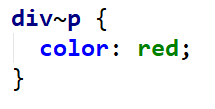 div~p {
  color: red;
}